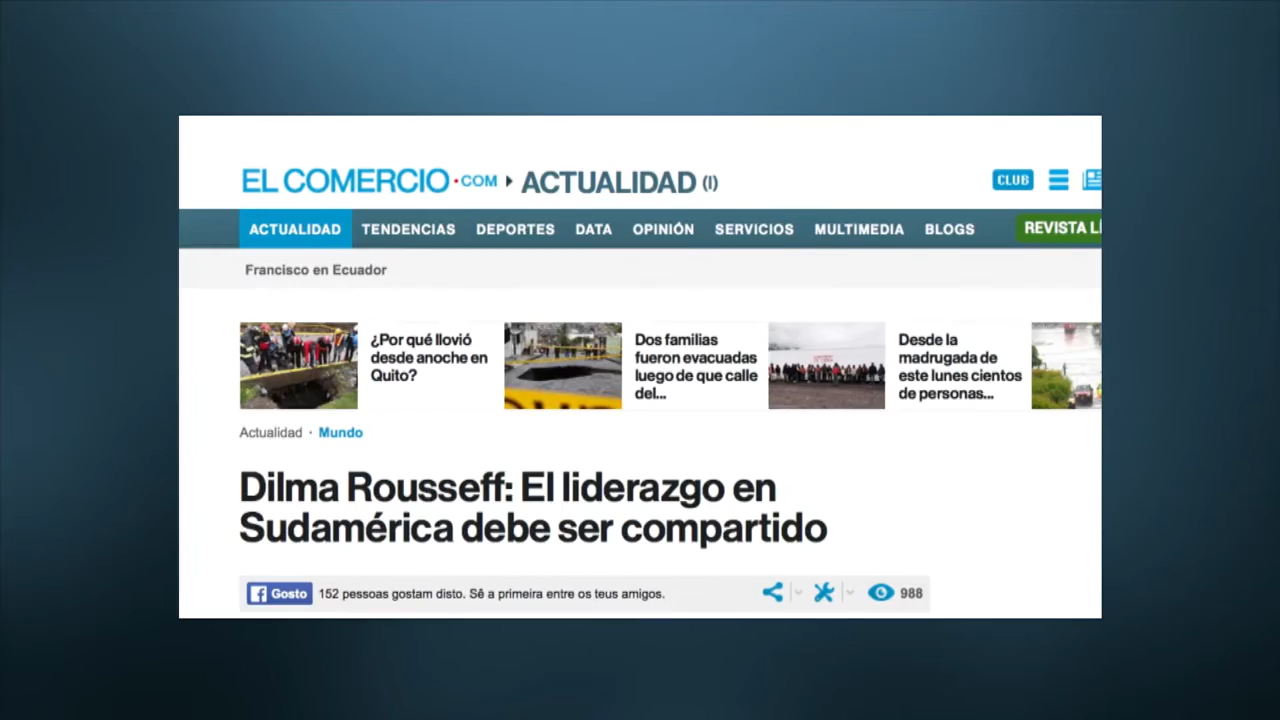 EL COMERCIO.COM ACTUALIDAD (I)
CLUB
ACTUALIDAD TENDENCIAS DEPORTES DATA OPINIÓN SERVICIOS MULTIMEDIA BLOGS REVISTA
Francisco en Ecuador
¿Por qué llovió
desde anoche en
Quito?
Dos familias
fueron evacuadas
luego de que calle
del...
Desde la
madrugada de
este lunes cientos
de personas...
Actualidad · Mundo
Dilma Rousseff: El liderazgo en
Sudamérica debe ser compartido
Gosto 152 pessoas gostam disto. Sê a primeira entre os teus amigos. 988